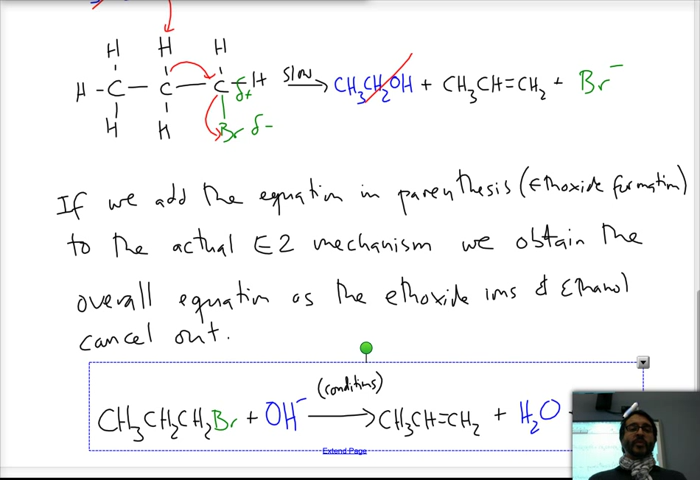 H H H
H - C - C - C - H slow → CH₃CH₂OH + CH₃CH=CH₂ + Br⁻
δ+
H H Br δ-
If we add the equation in parenthesis (Ethoxide formation)
to the actual E2 mechanism we obtain the
overall equation as the ethoxide ions & Ethanol
cancel out.
(conditions)
CH₃CH₂CH₂Br + OH⁻ → CH₃CH=CH₂ + H₂O
Extend Page